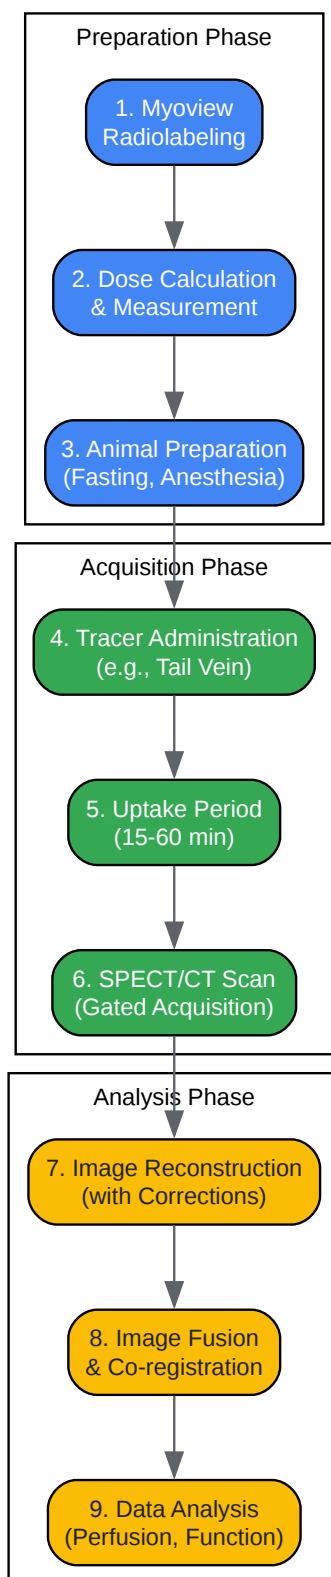 Preparation Phase
1. Myoview
Radiolabeling
2. Dose Calculation
& Measurement
3. Animal Preparation
(Fasting, Anesthesia)
Acquisition Phase
4. Tracer Administration
(e.g., Tail Vein)
5. Uptake Period
(15-60 min)
6. SPECT/CT Scan
(Gated Acquisition)
Analysis Phase
7. Image Reconstruction
(with Corrections)
8. Image Fusion
& Co-registration
9. Data Analysis
(Perfusion, Function)